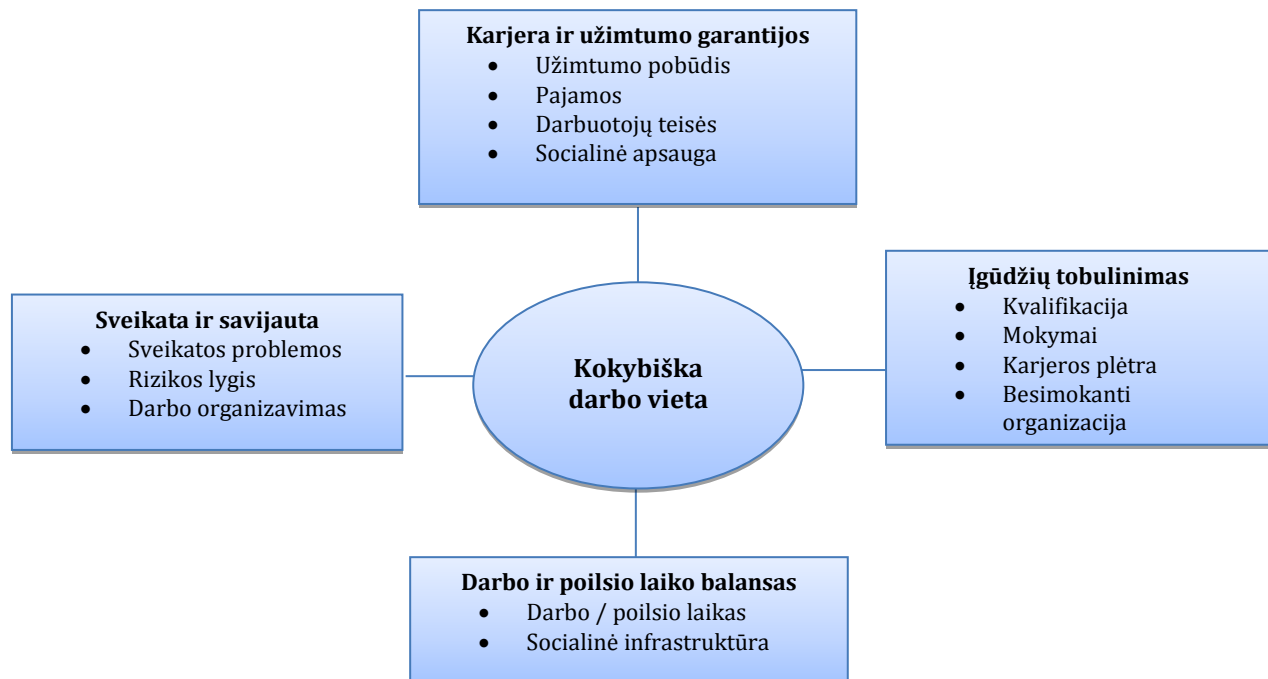 Karjera ir užimtumo garantijos
• Užimtumo pobūdis
• Pajamos
• Darbuotojų teisės
• Socialinė apsauga
Sveikata ir savijauta
• Sveikatos problemos
• Rizikos lygis
• Darbo organizavimas
Kokybiška
darbo vieta
Įgūdžių tobulinimas
• Kvalifikacija
• Mokymai
• Karjeros plėtra
• Besimokanti
organizacija
Darbo ir poilsio laiko balansas
• Darbo / poilsio laikas
• Socialinė infrastruktūra